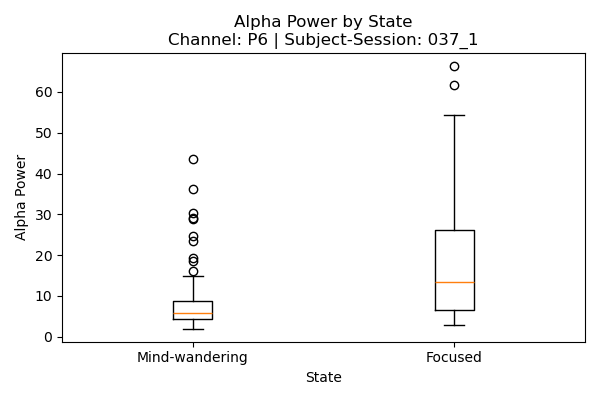 Alpha Power by State
Channel: P6 | Subject-Session: 037_1
60
50
40
30
20
10
0
Alpha Power
Mind-wandering
Focused
State